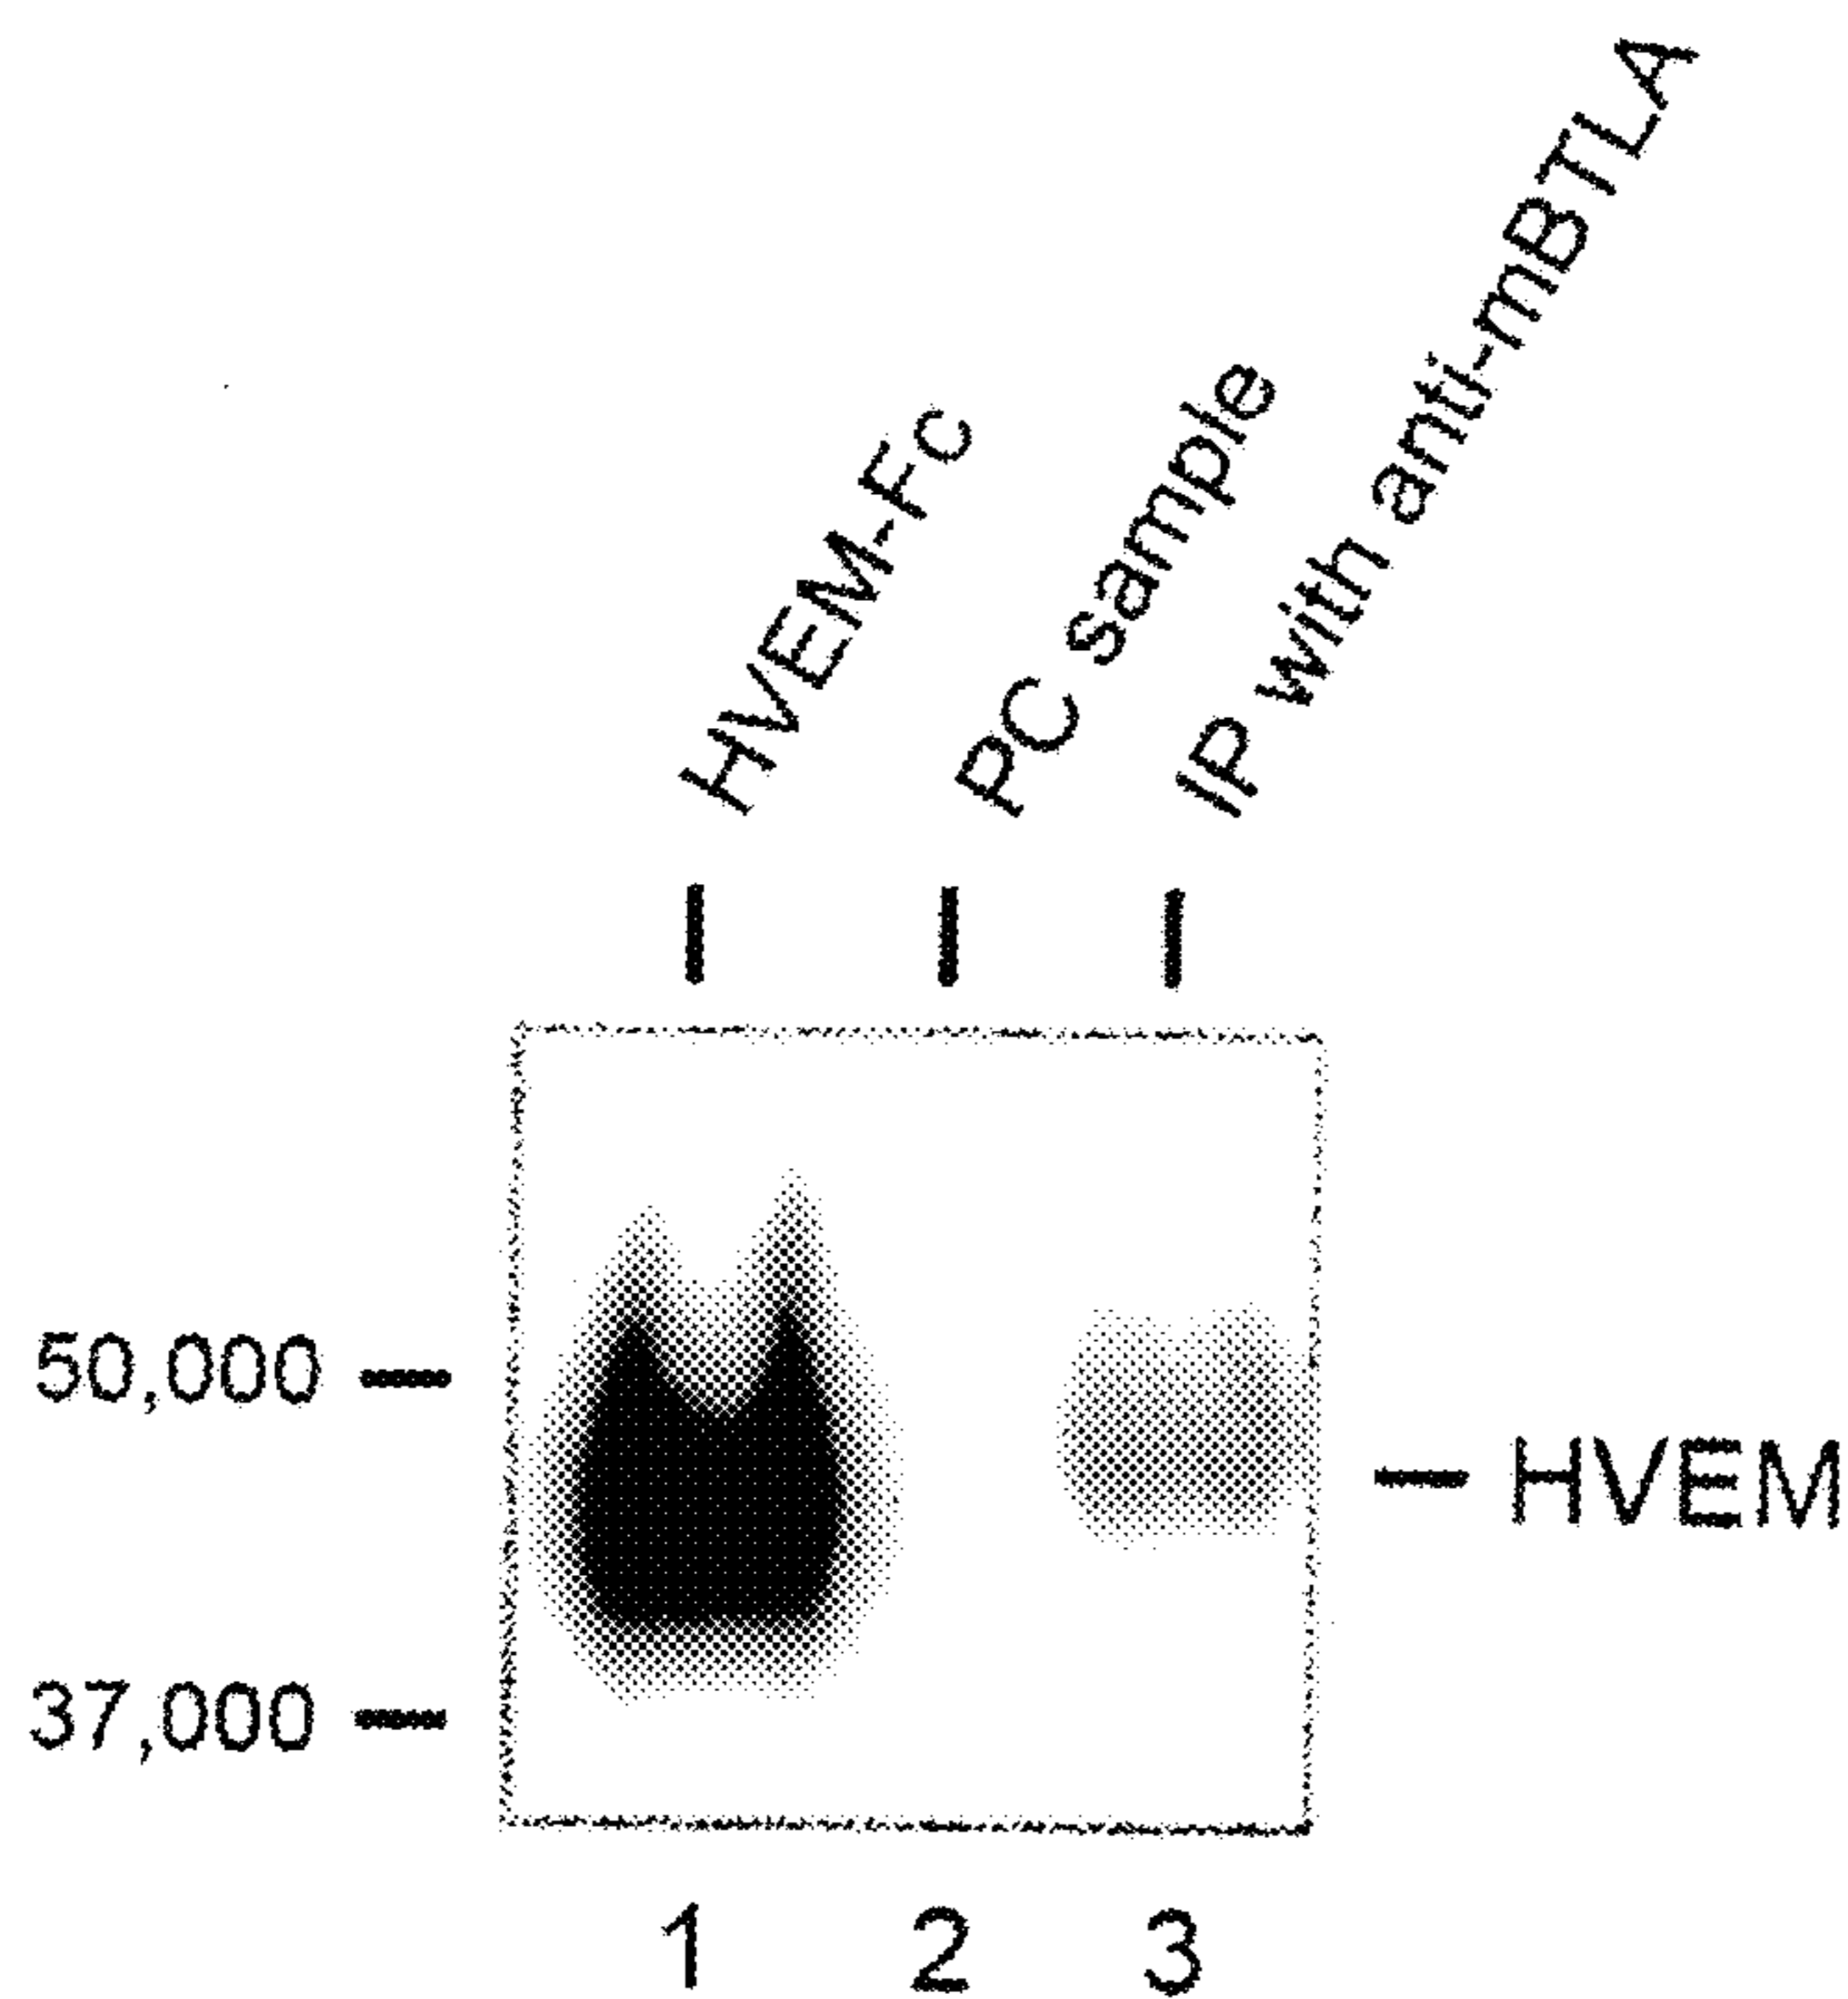 HVEM-Fc
PC sample
IP with anti-mBTLA
50,000
HVEM
37,000
1 2 3